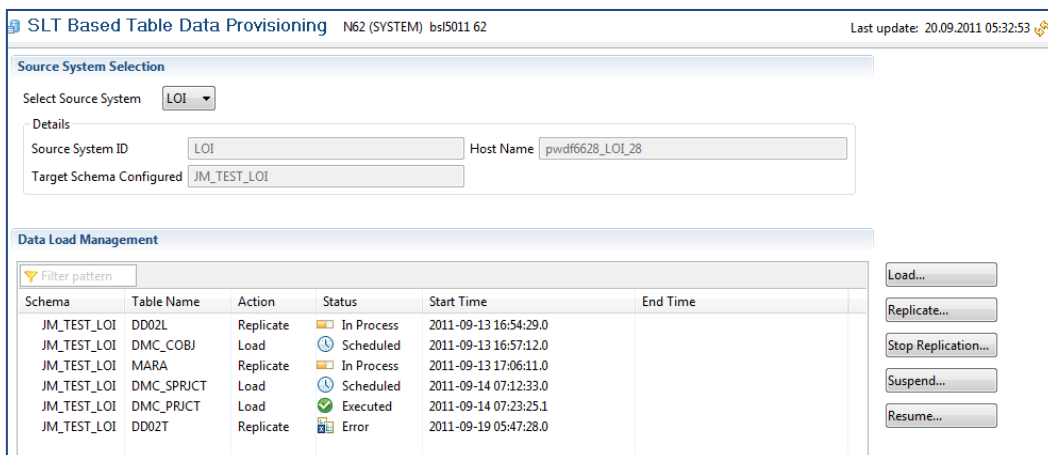 SLT Based Table Data Provisioning N62 (SYSTEM) bsl5011 62 Last update: 20.09.2011 05:32:53
Source System Selection
Select Source System LOI
Details
Source System ID LOI Host Name pwdf6628_LOI_28
Target Schema Configured JM_TEST_LOI
Data Load Management
Filter pattern
Schema Table Name Action Status Start Time End Time
JM_TEST_LOI DD02L Replicate In Process 2011-09-13 16:54:29.0
JM_TEST_LOI DMC_COBJ Load Scheduled 2011-09-13 16:57:12.0
JM_TEST_LOI MARA Replicate In Process 2011-09-13 17:06:11.0
JM_TEST_LOI DMC_SPRJCT Load Scheduled 2011-09-14 07:12:33.0
JM_TEST_LOI DMC_PRJCT Load Executed 2011-09-14 07:23:25.1
JM_TEST_LOI DD02T Replicate Error 2011-09-19 05:47:28.0
Load...
Replicate...
Stop Replication...
Suspend...
Resume...